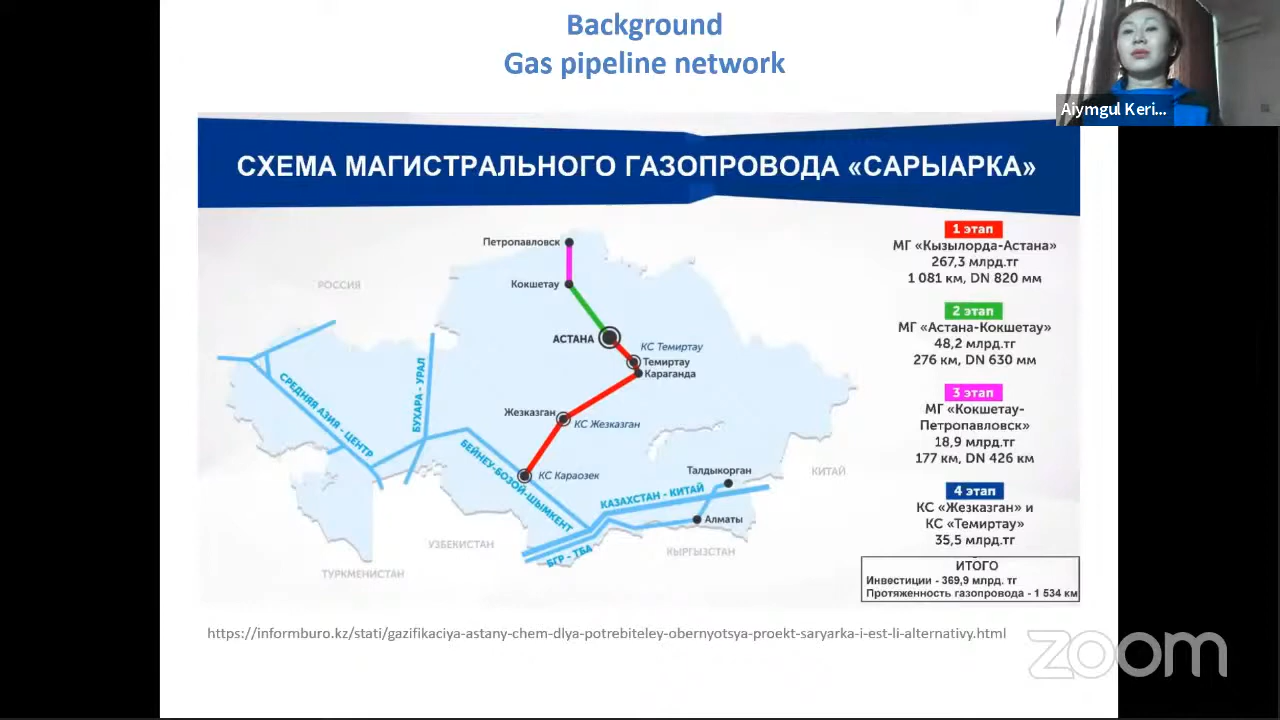 Background
Gas pipeline network
Aiymgul Keri...
СХЕМА МАГИСТРАЛЬНОГО ГАЗОПРОВОДА «САРЫАРКА»
Петропавловск
Кокшетау
РОССИЯ
АСТАНА
КС Темиртау
Темиртау
Караганда
СРЕДНЯЯ АЗИЯ - ЦЕНТР
БУХАРА - УРАЛ
Жезказган
КС Жезказган
БЕЙНЕУ-БОЗОЙ-ШЫМКЕНТ
КС Караозек
Талдыкорган
КИТАЙ
КАЗАХСТАН - КИТАЙ
Алматы
УЗБЕКИСТАН
БГР - ТБА
КЫРГЫЗСТАН
ТУРКМЕНИСТАН
1 этап
МГ «Кызылорда-Астана»
267,3 млрд.тг
1 081 км, DN 820 мм
2 этап
МГ «Астана-Кокшетау»
48,2 млрд.тг
276 км, DN 630 мм
3 этап
МГ «Кокшетау-
Петропавловск»
18,9 млрд.тг
177 км, DN 426 км
4 этап
КС «Жезказган» и
КС «Темиртау»
35,5 млрд.тг
ИТОГО
Инвестиции - 369,9 млрд. тг
Протяженность газопровода - 1 534 км
https://informburo.kz/stati/gazifikaciya-astany-chem-dlya-potrebiteley-obernyotsya-proekt-saryarka-i-est-li-alternativy.html
zoom